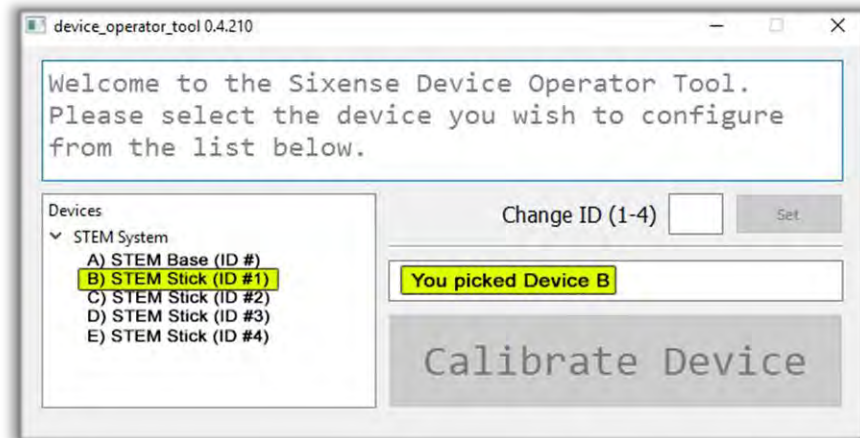 device_operator_tool 0.4.210
Welcome to the Sixense Device Operator Tool.
Please select the device you wish to configure
from the list below.
Devices
STEM System
A) STEM Base (ID #)
B) STEM Stick (ID #1)
C) STEM Stick (ID #2)
D) STEM Stick (ID #3)
E) STEM Stick (ID #4)
Change ID (1-4)
Set
You picked Device B
Calibrate Device